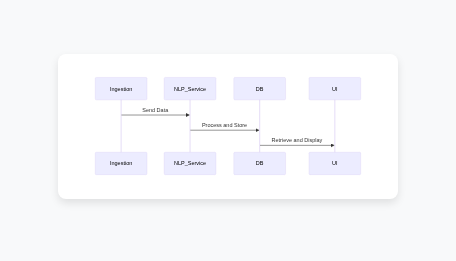 Ingestion NLP_Service DB UI
Send Data
Process and Store
Retrieve and Display
Ingestion NLP_Service DB UI